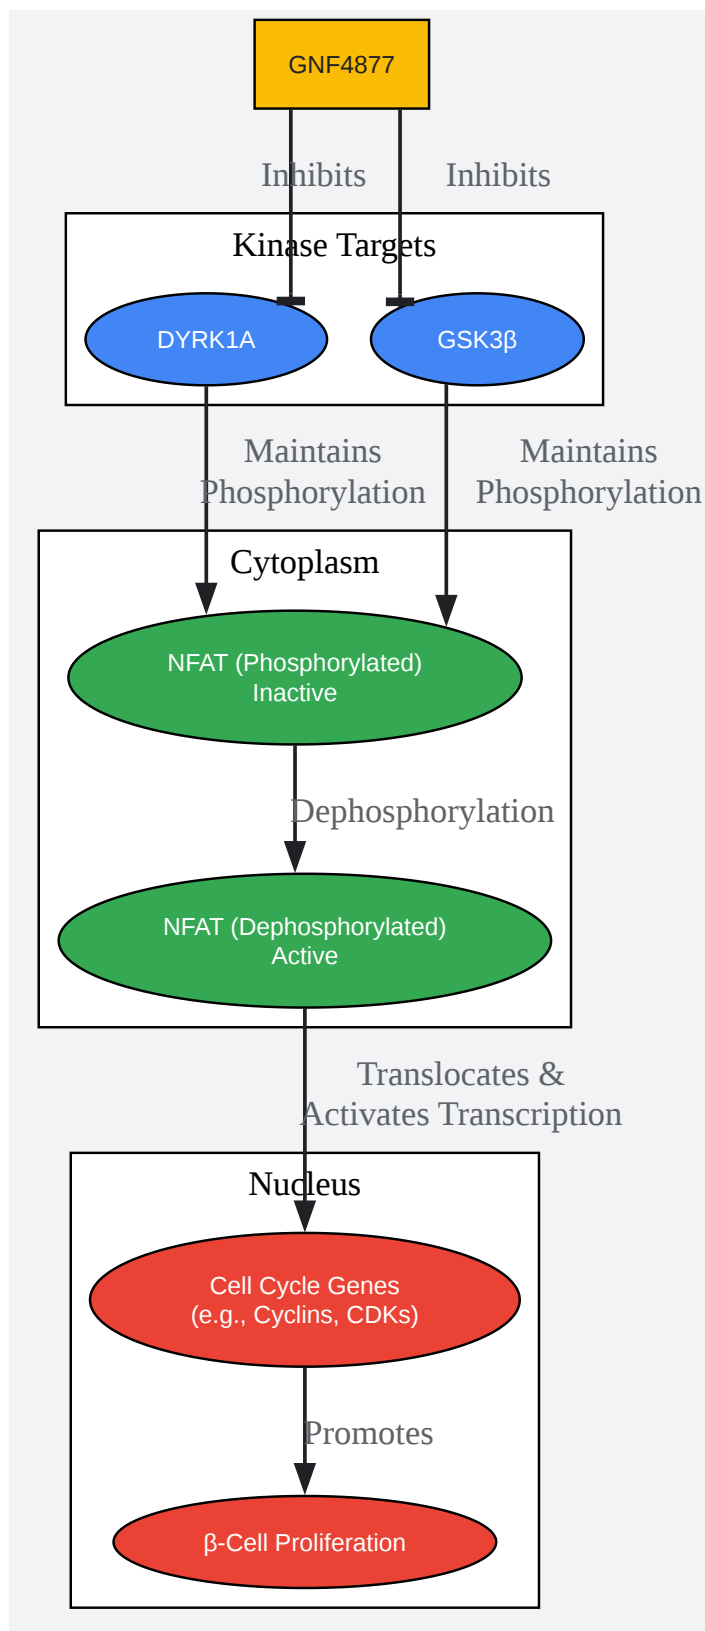 GNF4877
Inhibits
Inhibits
Kinase Targets
DYRK1A
GSK3β
Maintains
Phosphorylation
Maintains
Phosphorylation
Cytoplasm
NFAT (Phosphorylated)
Inactive
Dephosphorylation
NFAT (Dephosphorylated)
Active
Translocates &
Activates Transcription
Nucleus
Cell Cycle Genes
(e.g., Cyclins, CDKs)
Promotes
β-Cell Proliferation